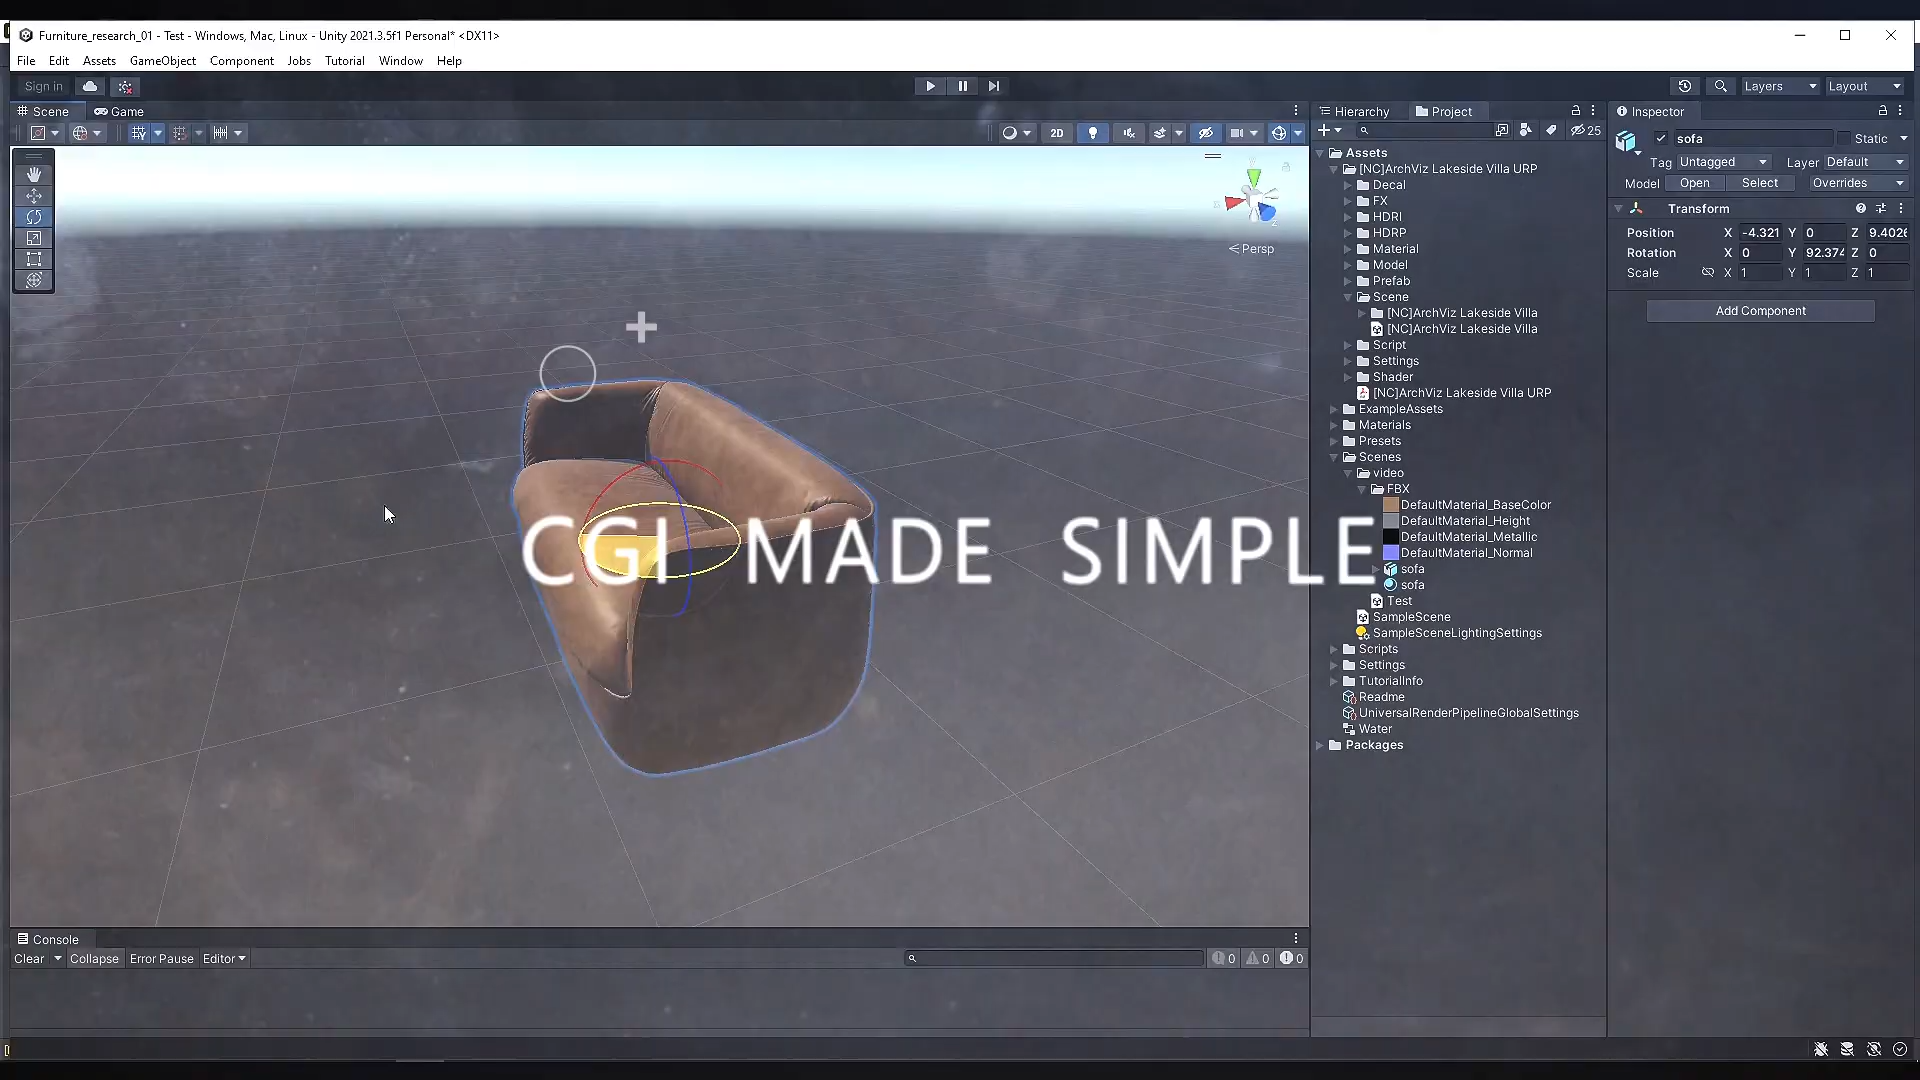 Furniture_research_01 - Test - Windows, Mac, Linux - Unity 2021.3.5f1 Personal* <DX11>
File Edit Assets GameObject Component Jobs Tutorial Window Help
Sign in
Layers Layout
Scene Game
2D
< Persp
Hierarchy Project
25
Assets
[NC]ArchViz Lakeside Villa URP
Decal
FX
HDRI
HDRP
Material
Model
Prefab
Scene
[NC]ArchViz Lakeside Villa
[NC]ArchViz Lakeside Villa
Script
Settings
Shader
[NC]ArchViz Lakeside Villa URP
ExampleAssets
Materials
Presets
Scenes
video
FBX
DefaultMaterial_BaseColor
DefaultMaterial_Height
DefaultMaterial_Metallic
DefaultMaterial_Normal
sofa
sofa
Test
SampleScene
SampleSceneLightingSettings
Scripts
Settings
TutorialInfo
Readme
UniversalRenderPipelineGlobalSettings
Water
Packages
Inspector
sofa Static
Tag Untagged Layer Default
Model Open Select Overrides
Transform
Position X -4.321 Y 0 Z 9.4026
Rotation X 0 Y 92.374 Z 0
Scale X 1 Y 1 Z 1
Add Component
CGI MADE SIMPLE
Console
Clear Collapse Error Pause Editor
0 0 0